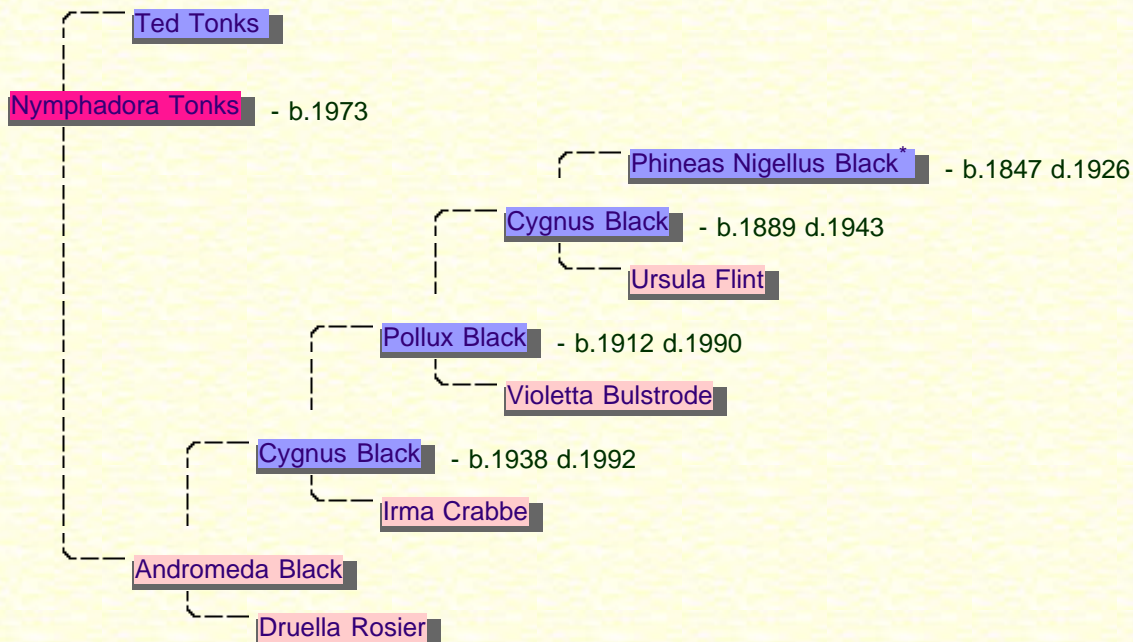 Ted Tonks
Nymphadora Tonks - b.1973
Phineas Nigellus Black* - b.1847 d.1926
Cygnus Black - b.1889 d.1943
Ursula Flint
Pollux Black - b.1912 d.1990
Violetta Bulstrode
Cygnus Black - b.1938 d.1992
Irma Crabbe
Andromeda Black
Druella Rosier